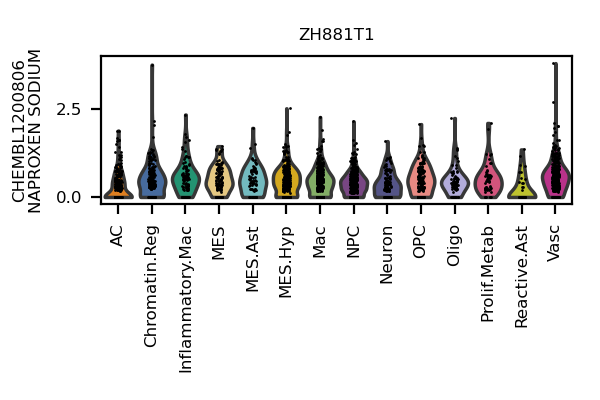 ZH881T1
CHEMBL1200806
NAPROXEN SODIUM
2.5
0.0
AC
Chromatin.Reg
Inflammatory.Mac
MES
MES.Ast
MES.Hyp
Mac
NPC
Neuron
OPC
Oligo
Prolif.Metab
Reactive.Ast
Vasc